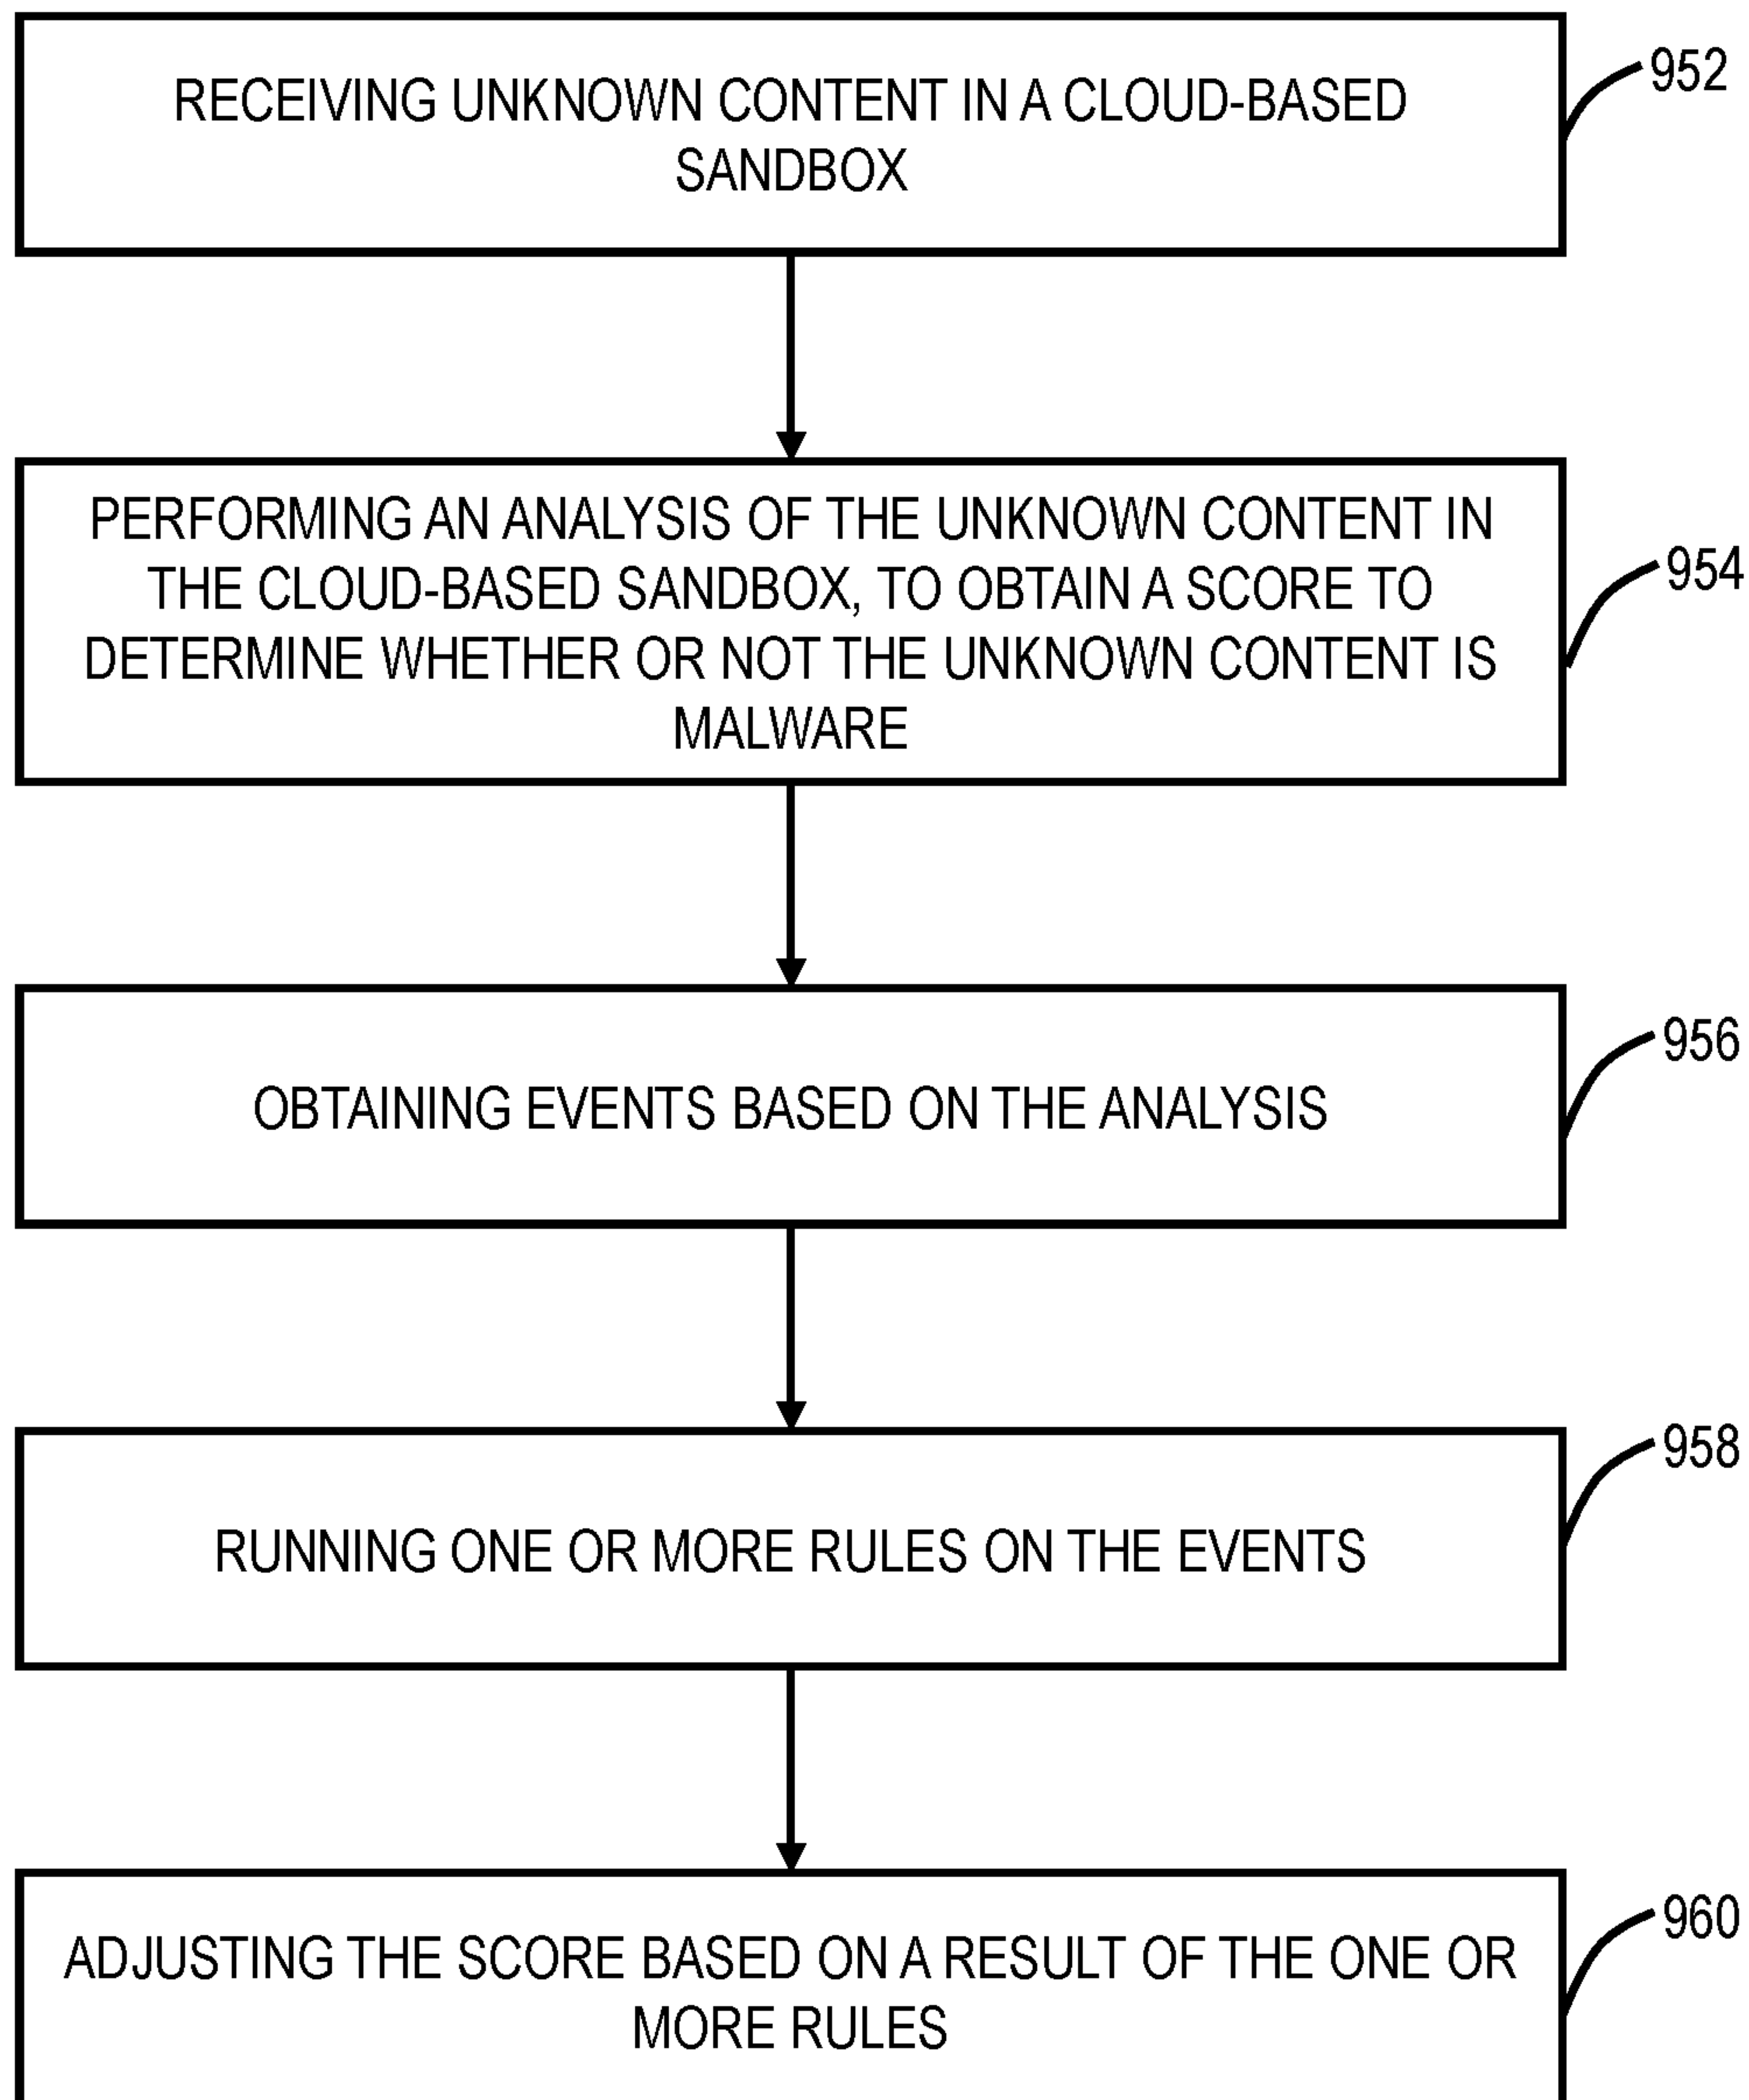 RECEIVING UNKNOWN CONTENT IN A CLOUD-BASED
SANDBOX
952
PERFORMING AN ANALYSIS OF THE UNKNOWN CONTENT IN
THE CLOUD-BASED SANDBOX, TO OBTAIN A SCORE TO
DETERMINE WHETHER OR NOT THE UNKNOWN CONTENT IS
MALWARE
954
OBTAINING EVENTS BASED ON THE ANALYSIS
956
RUNNING ONE OR MORE RULES ON THE EVENTS
958
ADJUSTING THE SCORE BASED ON A RESULT OF THE ONE OR
MORE RULES
960